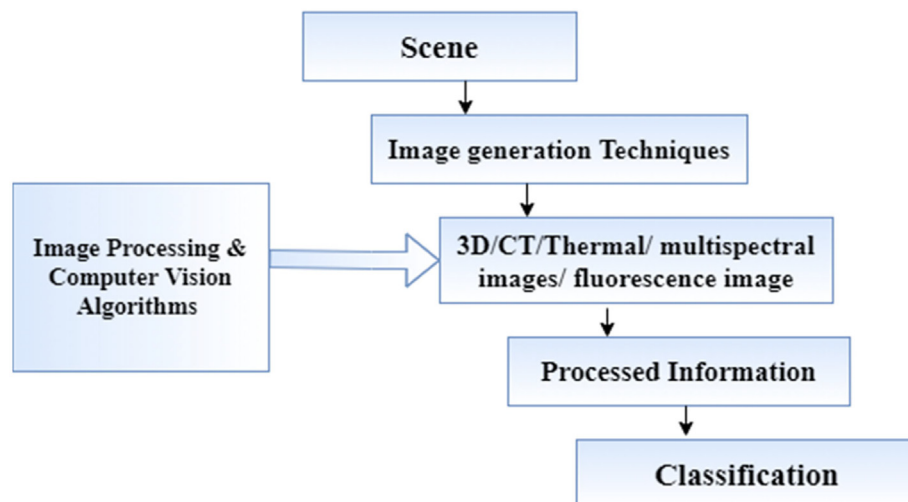 Scene
Image generation Techniques
Image Processing &
Computer Vision
Algorithms
3D/CT/Thermal/ multispectral
images/ fluorescence image
Processed Information
Classification